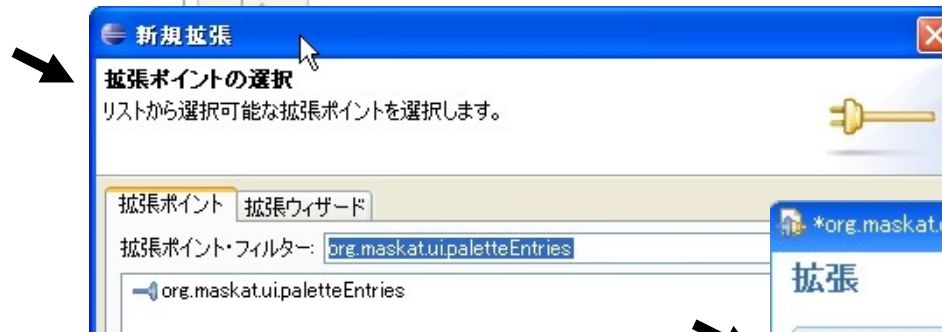 新規拡張
拡張ポイントの選択
リストから選択可能な拡張ポイントを選択します。
拡張ポイント 拡張ウィザード
拡張ポイント・フィルター: org.maskat.ui.paletteEntries
org.maskat.ui.paletteEntries
*org.maskat.
拡張